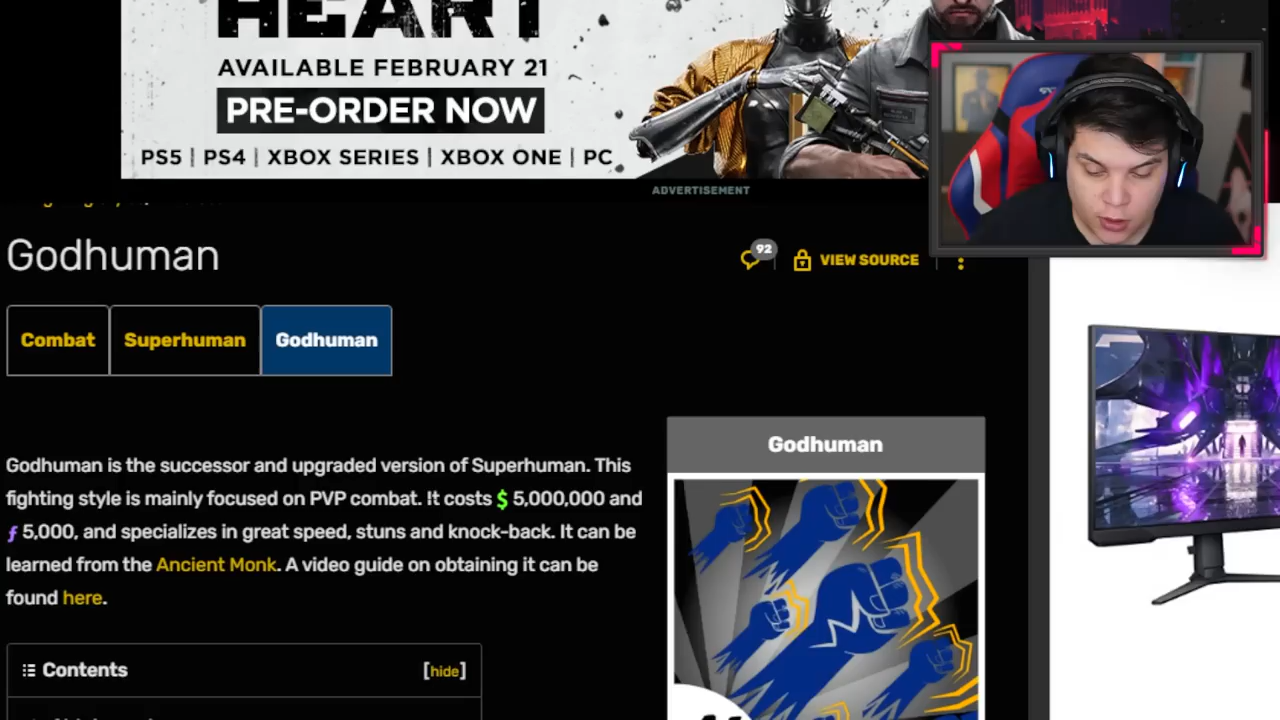 HEART
AVAILABLE FEBRUARY 21
PRE-ORDER NOW
PS5 | PS4 | XBOX SERIES | XBOX ONE | PC
ADVERTISEMENT
Godhuman
92
VIEW SOURCE
Combat
Superhuman
Godhuman
Godhuman is the successor and upgraded version of Superhuman. This
fighting style is mainly focused on PVP combat. It costs $ 5,000,000 and
ƒ 5,000, and specializes in great speed, stuns and knock-back. It can be
learned from the Ancient Monk. A video guide on obtaining it can be
found here.
Godhuman
Contents
[hide]